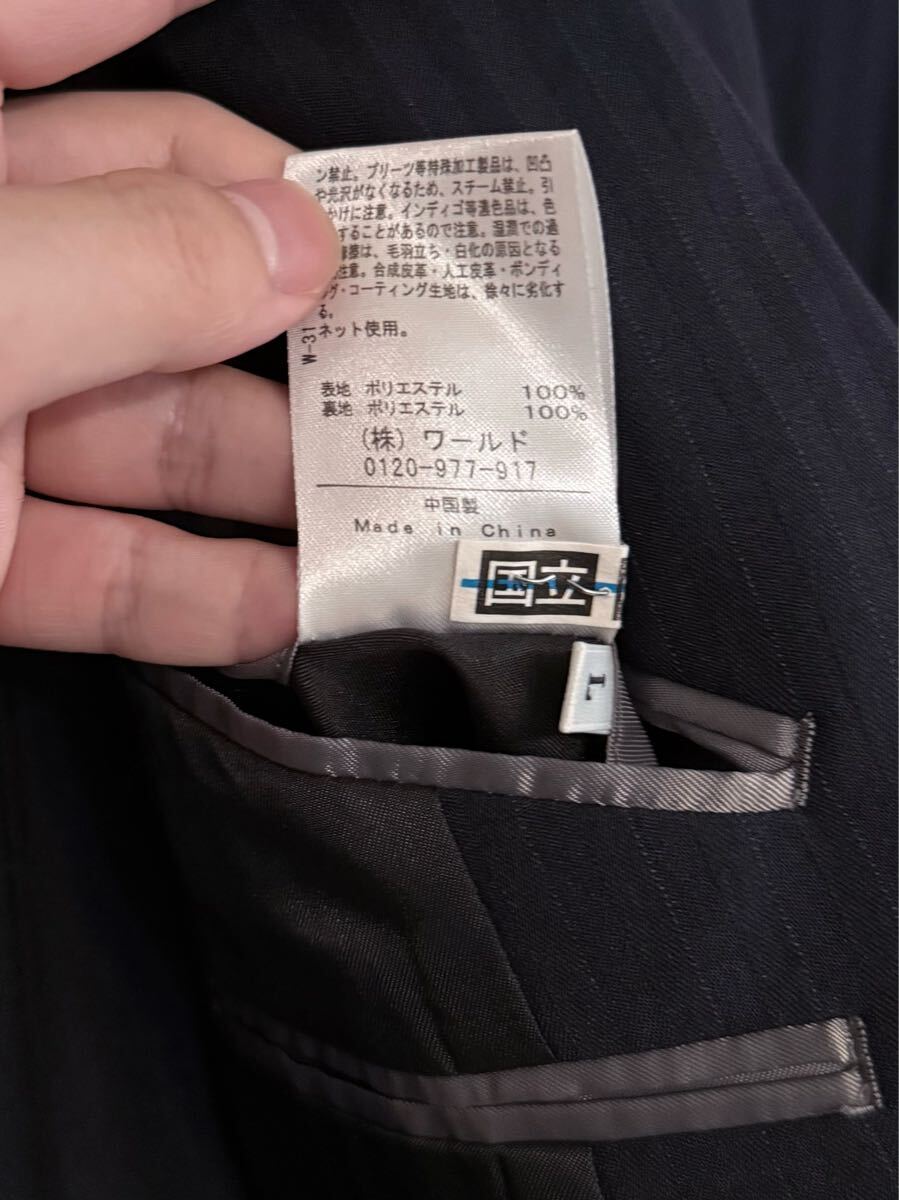 ン禁止。プリーツ等特殊加工製品は、凹凸
や光沢がなくなるため、スチーム禁止。引
かけに注意。インディゴ等濃色品は、色
することがあるので注意。湿潤での過
摩擦は、毛羽立ち・白化の原因となる
注意。合成皮革・人工皮革・ボンディ
ング・コーティング生地は、徐々に劣化す
る。
ネット使用。
W-31
表地 ポリエステル 100%
裏地 ポリエステル 100%
(株) ワールド
0120-977-917
中国製
Made in China
国立
L